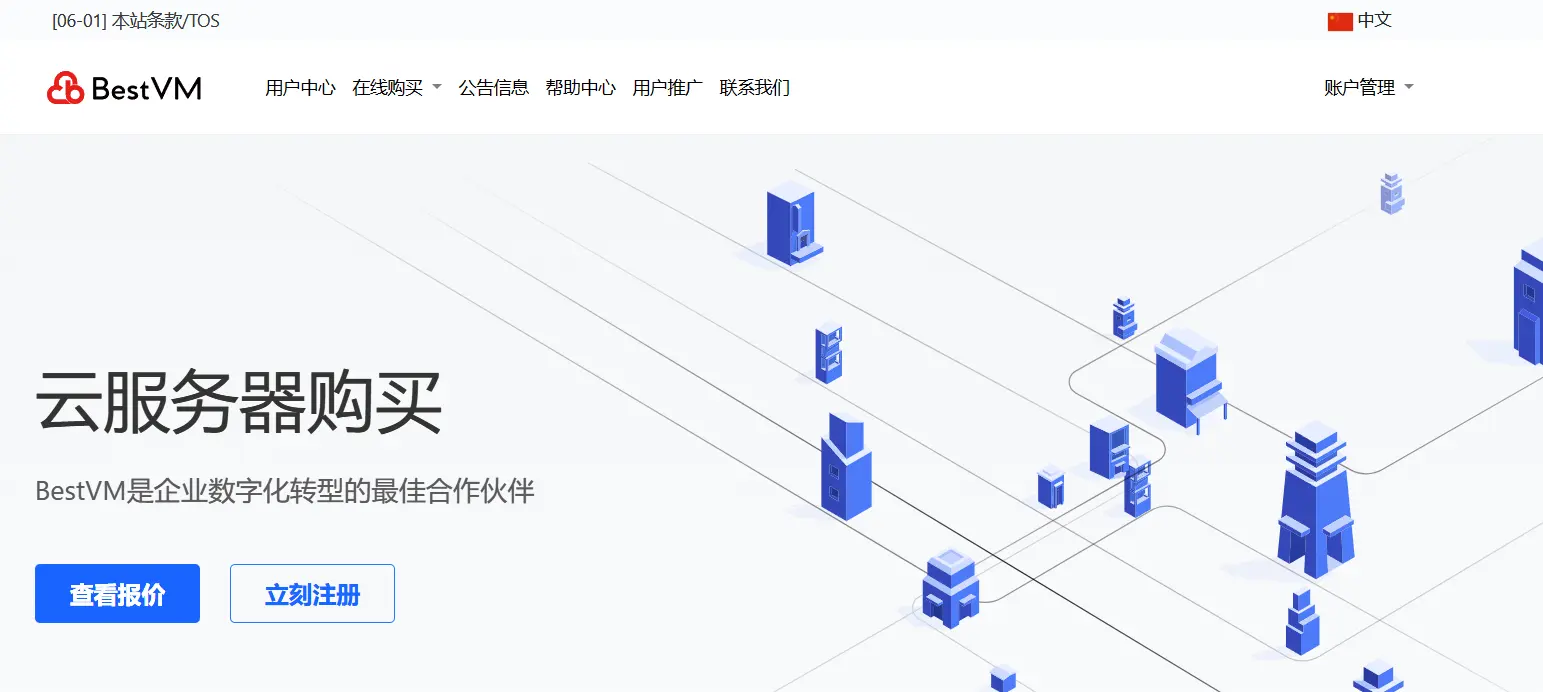 [06-01] 本站条款/TOS
中文
BestVM
用户中心 在线购买 公告信息 帮助中心 用户推广 联系我们
账户管理
云服务器购买
BestVM是企业数字化转型的最佳合作伙伴
查看报价 立刻注册